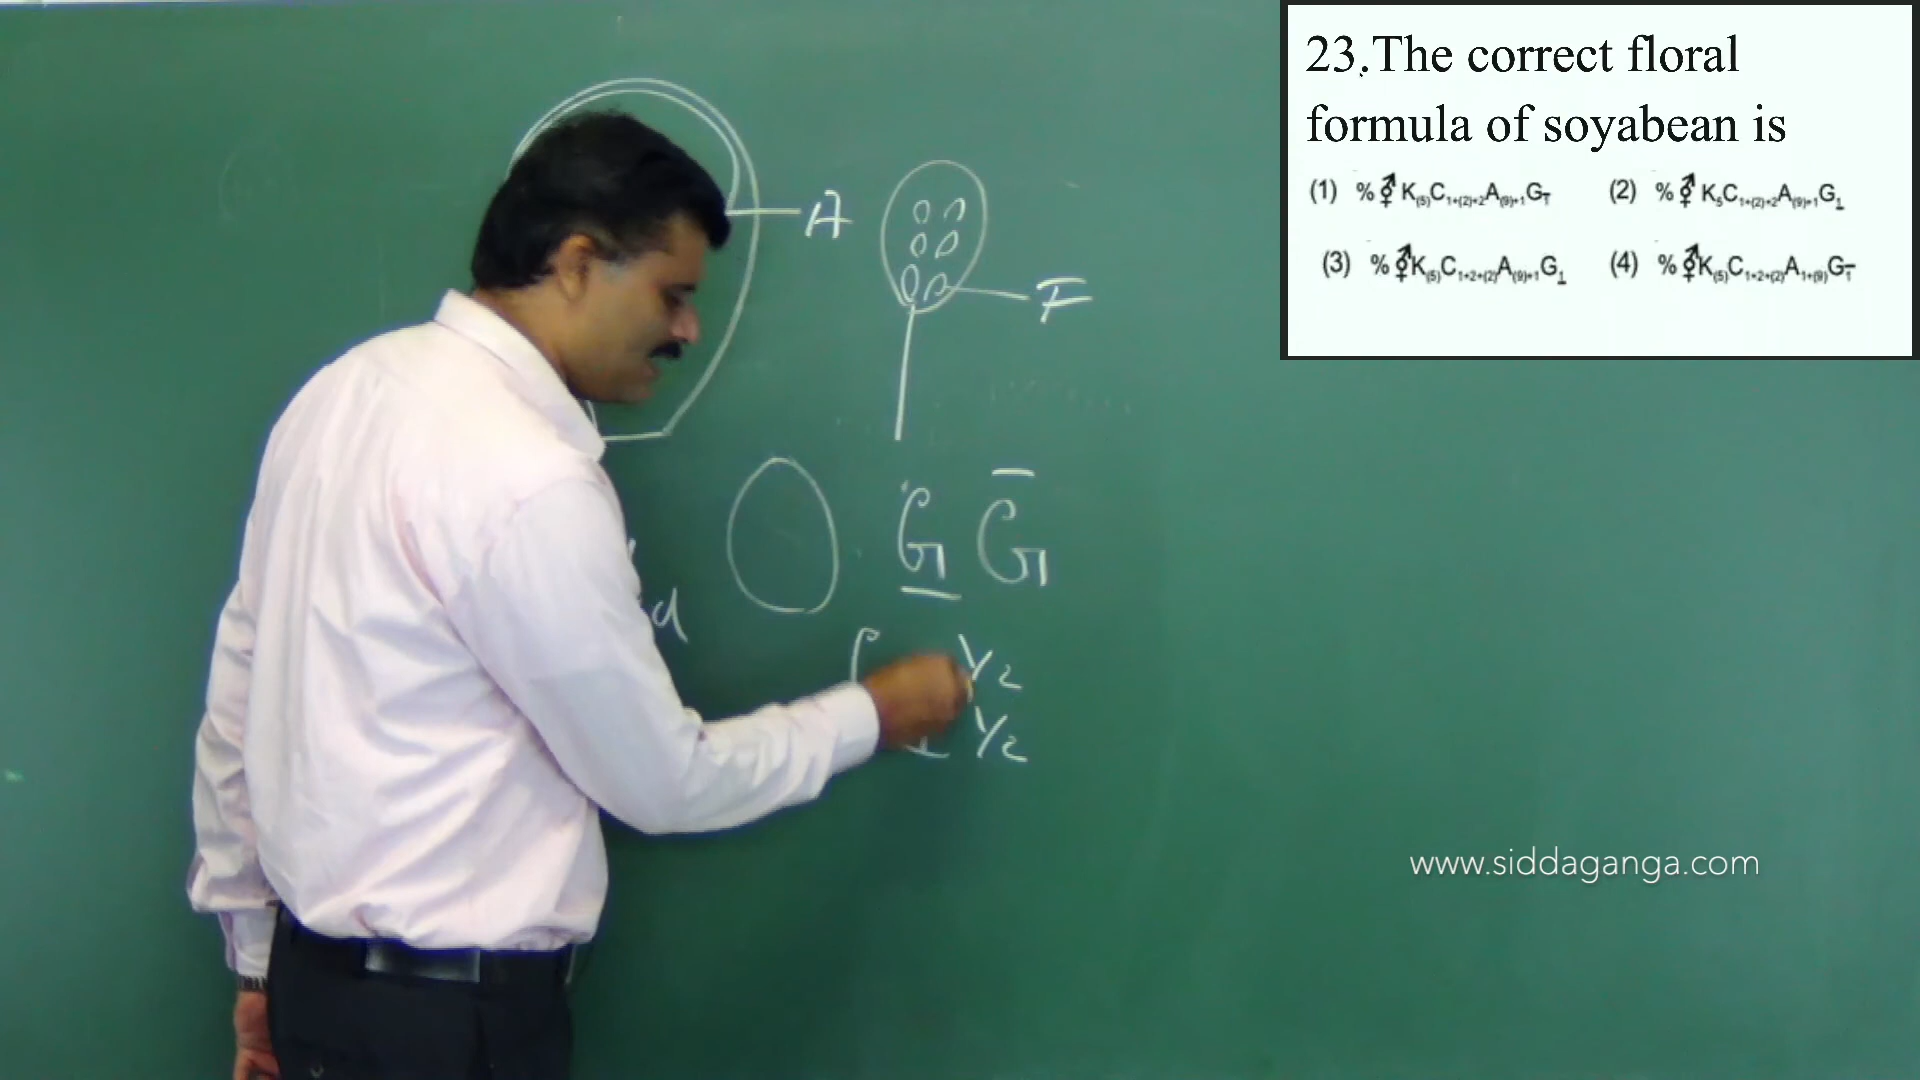 23.The correct floral
formula of soyabean is
(1) %⚥K₍₅₎C₁₊₍₂₎₊₂A₍₉₎₊₁G₁̅ (2) %⚥K₅C₁₊₍₂₎₊₂A₍₉₎₊₁G₁̲
(3) %⚥K₍₅₎C₁₊₂₊₍₂₎A₍₉₎₊₁G₁̲ (4) %⚥K₍₅₎C₁₊₂₊₍₂₎A₁₊₍₉₎G₁̅
A
F
G̲ G̅
d
1/2
1/2
www.siddaganga.com